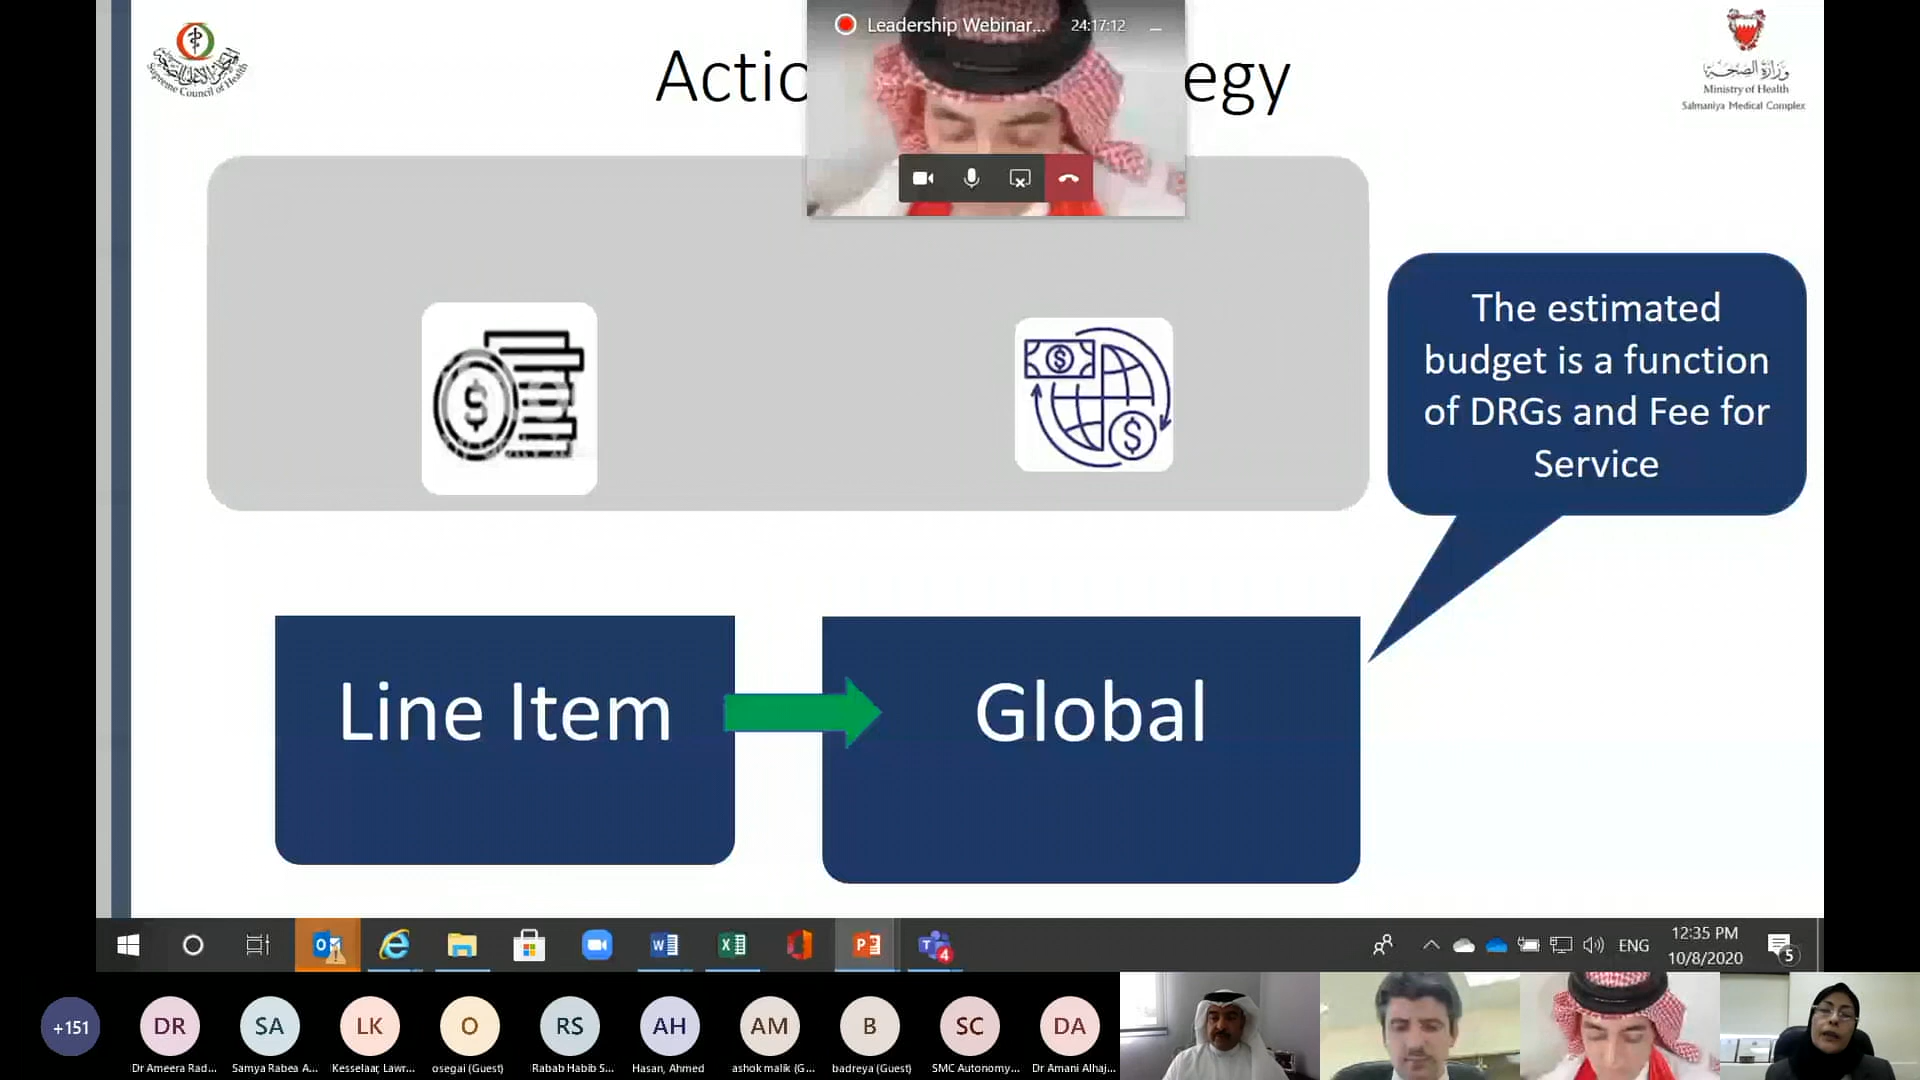 Leadership Webinar...
24:17:12
Actio
egy
Supreme Council of Health
وزارة الصحة
Ministry of Health
Salmaniya Medical Complex
The estimated
budget is a function
of DRGs and Fee for
Service
Line Item
Global
ENG
12:35 PM
10/8/2020
4
5
+151
DR
SA
LK
O
RS
AH
AM
B
SC
DA
Dr Ameera Rad...
Samya Rabea A...
Kesselaar, Lawr...
osegai (Guest)
Rabab Habib S...
Hasan, Ahmed
ashok malik (G...
badreya (Guest)
SMC Autonomy...
Dr Amani Alhaj...